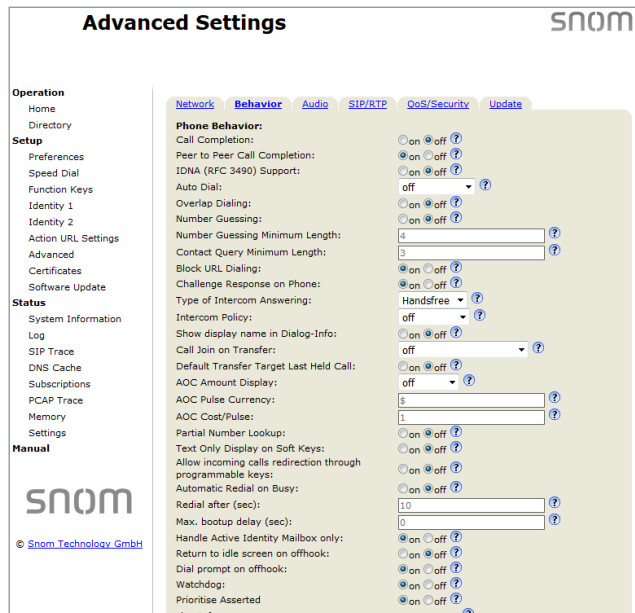 Advanced Settings
snom
Operation
Home
Directory
Setup
Preferences
Speed Dial
Function Keys
Identity 1
Identity 2
Action URL Settings
Advanced
Certificates
Software Update
Status
System Information
Log
SIP Trace
DNS Cache
Subscriptions
PCAP Trace
Memory
Settings
Manual
snom
© Snom Technology GmbH
Network Behavior Audio SIP/RTP QoS/Security Update
Phone Behavior:
Call Completion: on off ?
Peer to Peer Call Completion: on off ?
IDNA (RFC 3490) Support: on off ?
Auto Dial: off ?
Overlap Dialing: on off ?
Number Guessing: on off ?
Number Guessing Minimum Length: 4 ?
Contact Query Minimum Length: 3 ?
Block URL Dialing: on off ?
Challenge Response on Phone: on off ?
Type of Intercom Answering: Handsfree ?
Intercom Policy: off ?
Show display name in Dialog-Info: on off ?
Call Join on Transfer: off ?
Default Transfer Target Last Held Call: on off ?
AOC Amount Display: off ?
AOC Pulse Currency: $ ?
AOC Cost/Pulse: 1 ?
Partial Number Lookup: on off ?
Text Only Display on Soft Keys: on off ?
Allow incoming calls redirection through
programmable keys: on off ?
Automatic Redial on Busy: on off ?
Redial after (sec): 10 ?
Max. bootup delay (sec): 0 ?
Handle Active Identity Mailbox only: on off ?
Return to idle screen on offhook: on off ?
Dial prompt on offhook: on off ?
Watchdog: on off ?
Prioritise Asserted on off ?